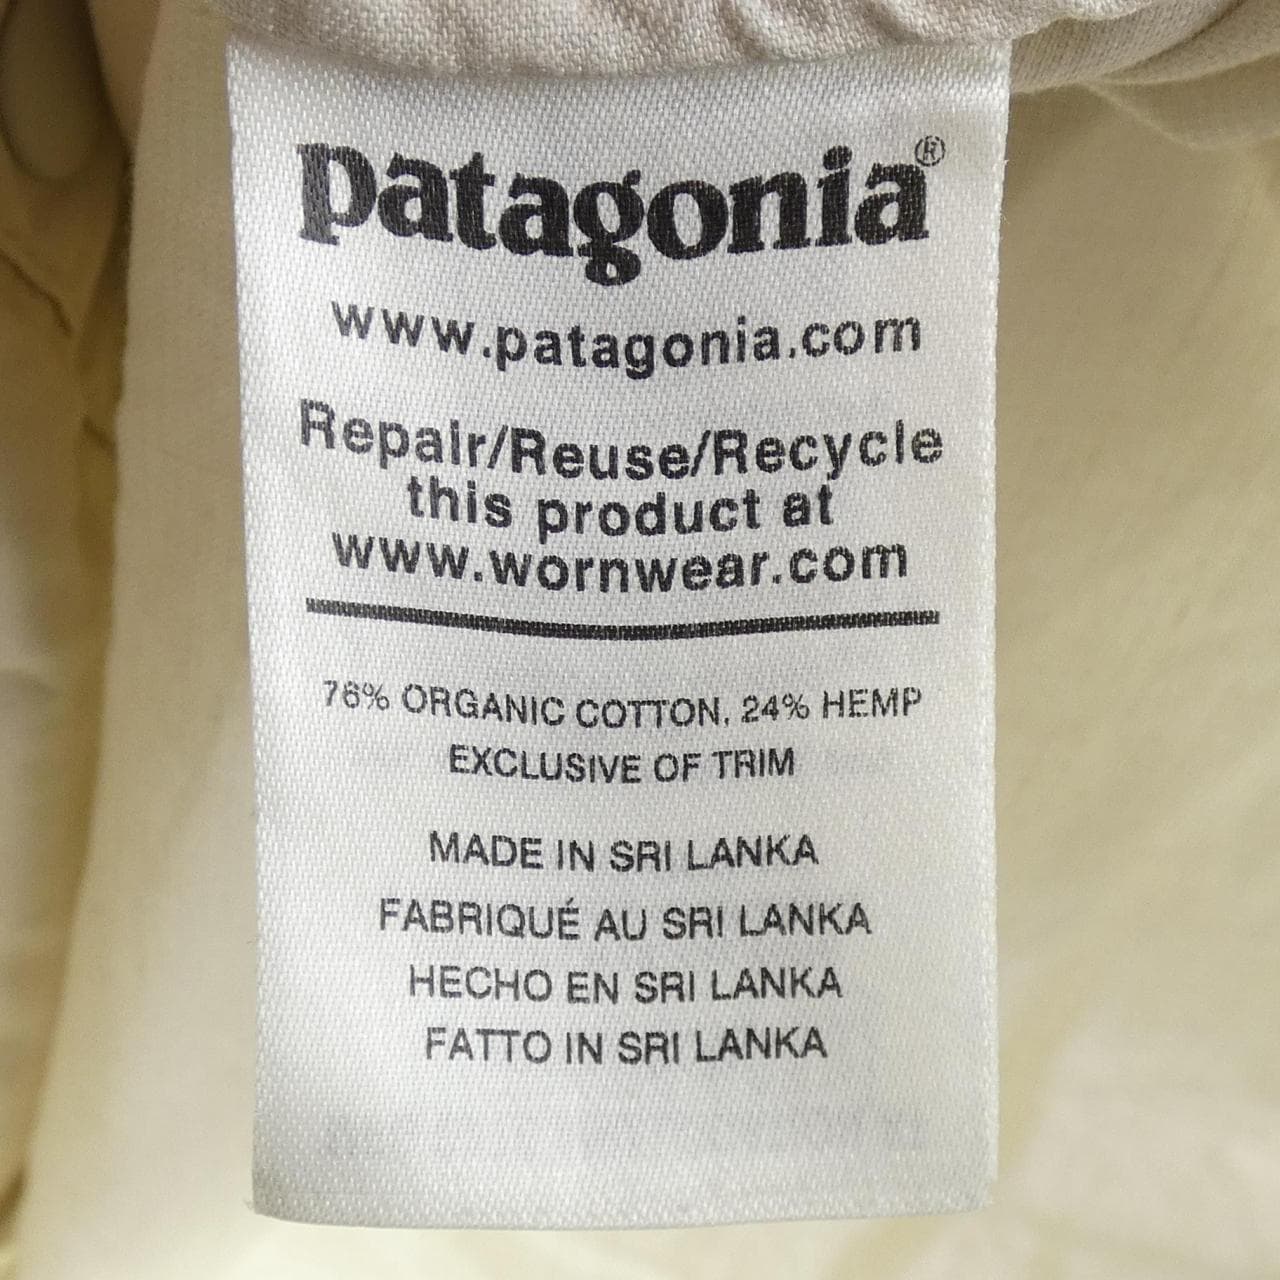 patagonia®
www.patagonia.com
Repair/Reuse/Recycle
this product at
www.wornwear.com
76% ORGANIC COTTON, 24% HEMP
EXCLUSIVE OF TRIM
MADE IN SRI LANKA
FABRIQUÉ AU SRI LANKA
HECHO EN SRI LANKA
FATTO IN SRI LANKA